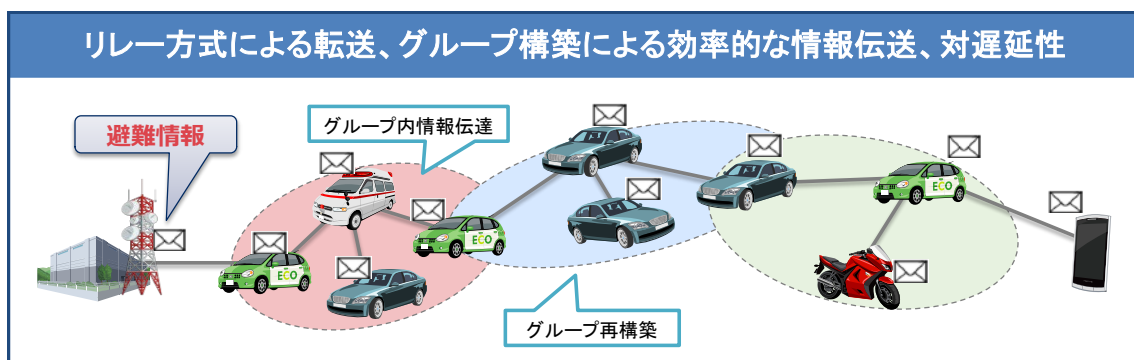 リレー方式による転送、グループ構築による効率的な情報伝送、対遅延性
避難情報
グループ内情報伝達
ECO
ECO
ECO
グループ再構築